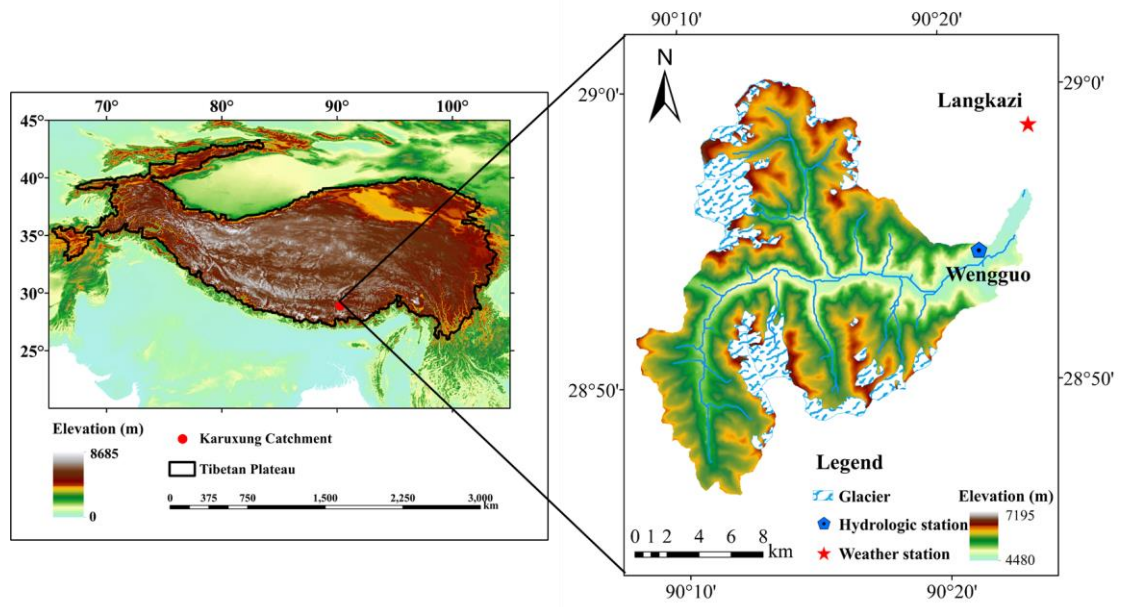 70° 80° 90° 100°
45°
40°
35°
30°
25°
Elevation (m)
8685
0
Karuxung Catchment
Tibetan Plateau
0 375 750 1,500 2,250 3,000
km
90°10' 90°20'
29°0' 29°0'
N
Langkazi
Wengguo
28°50' 28°50'
Legend
Glacier
Hydrologic station
Weather station
Elevation (m)
7195
4480
0 1 2 4 6 8
km
90°10' 90°20'